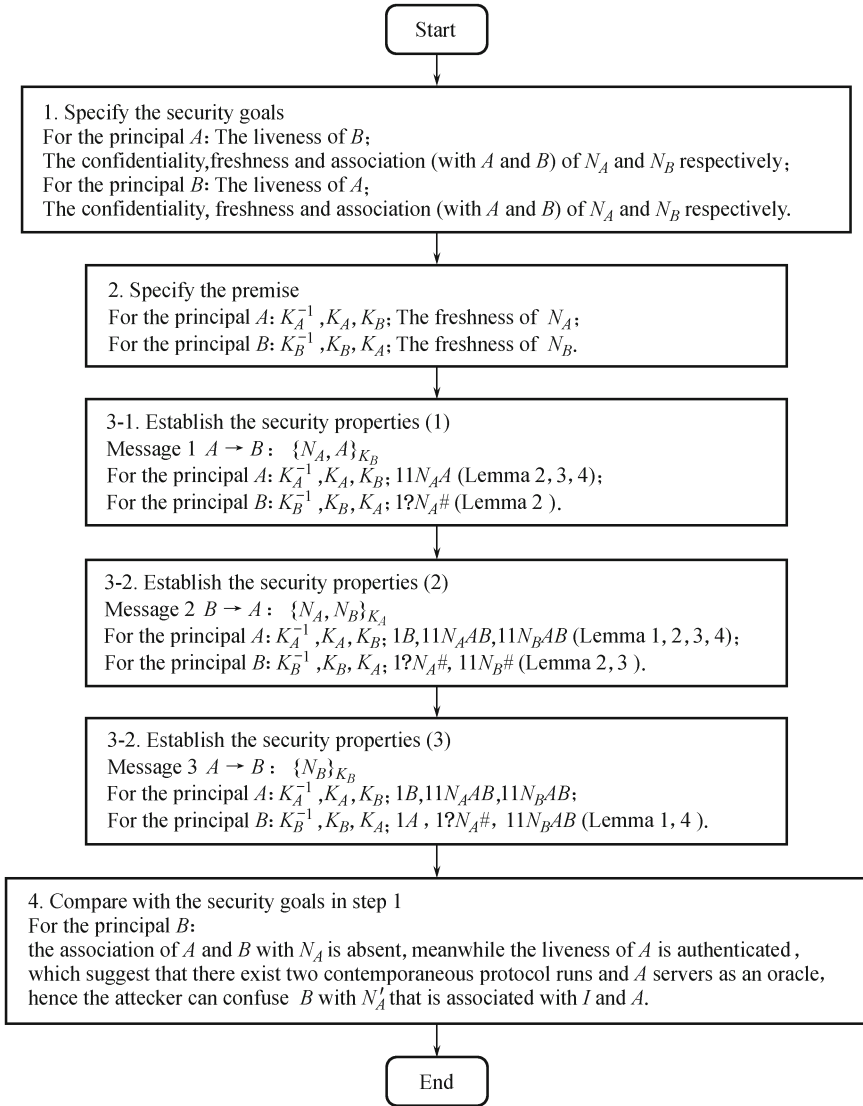 Start
1. Specify the security goals
For the principal A: The liveness of B;
The confidentiality,freshness and association (with A and B) of N_A and N_B respectively;
For the principal B: The liveness of A;
The confidentiality, freshness and association (with A and B) of N_A and N_B respectively.
2. Specify the premise
For the principal A: K_A^{-1} ,K_A, K_B; The freshness of N_A;
For the principal B: K_B^{-1} ,K_B, K_A; The freshness of N_B.
3-1. Establish the security properties (1)
Message 1 A → B: {N_A, A}_{K_B}
For the principal A: K_A^{-1} ,K_A, K_B; 11N_A A (Lemma 2, 3, 4);
For the principal B: K_B^{-1} ,K_B, K_A; 1?N_A# (Lemma 2 ).
3-2. Establish the security properties (2)
Message 2 B → A: {N_A, N_B}_{K_A}
For the principal A: K_A^{-1} ,K_A, K_B; 1B,11N_A AB,11N_B AB (Lemma 1, 2, 3, 4);
For the principal B: K_B^{-1} ,K_B, K_A; 1?N_A#, 11N_B# (Lemma 2, 3 ).
3-2. Establish the security properties (3)
Message 3 A → B: {N_B}_{K_B}
For the principal A: K_A^{-1} ,K_A, K_B; 1B,11N_A AB,11N_B AB;
For the principal B: K_B^{-1} ,K_B, K_A; 1A , 1?N_A#, 11N_B AB (Lemma 1, 4 ).
4. Compare with the security goals in step 1
For the principal B:
the association of A and B with N_A is absent, meanwhile the liveness of A is authenticated ,
which suggest that there exist two contemporaneous protocol runs and A servers as an oracle,
hence the attecker can confuse B with N'_A that is associated with I and A.
End